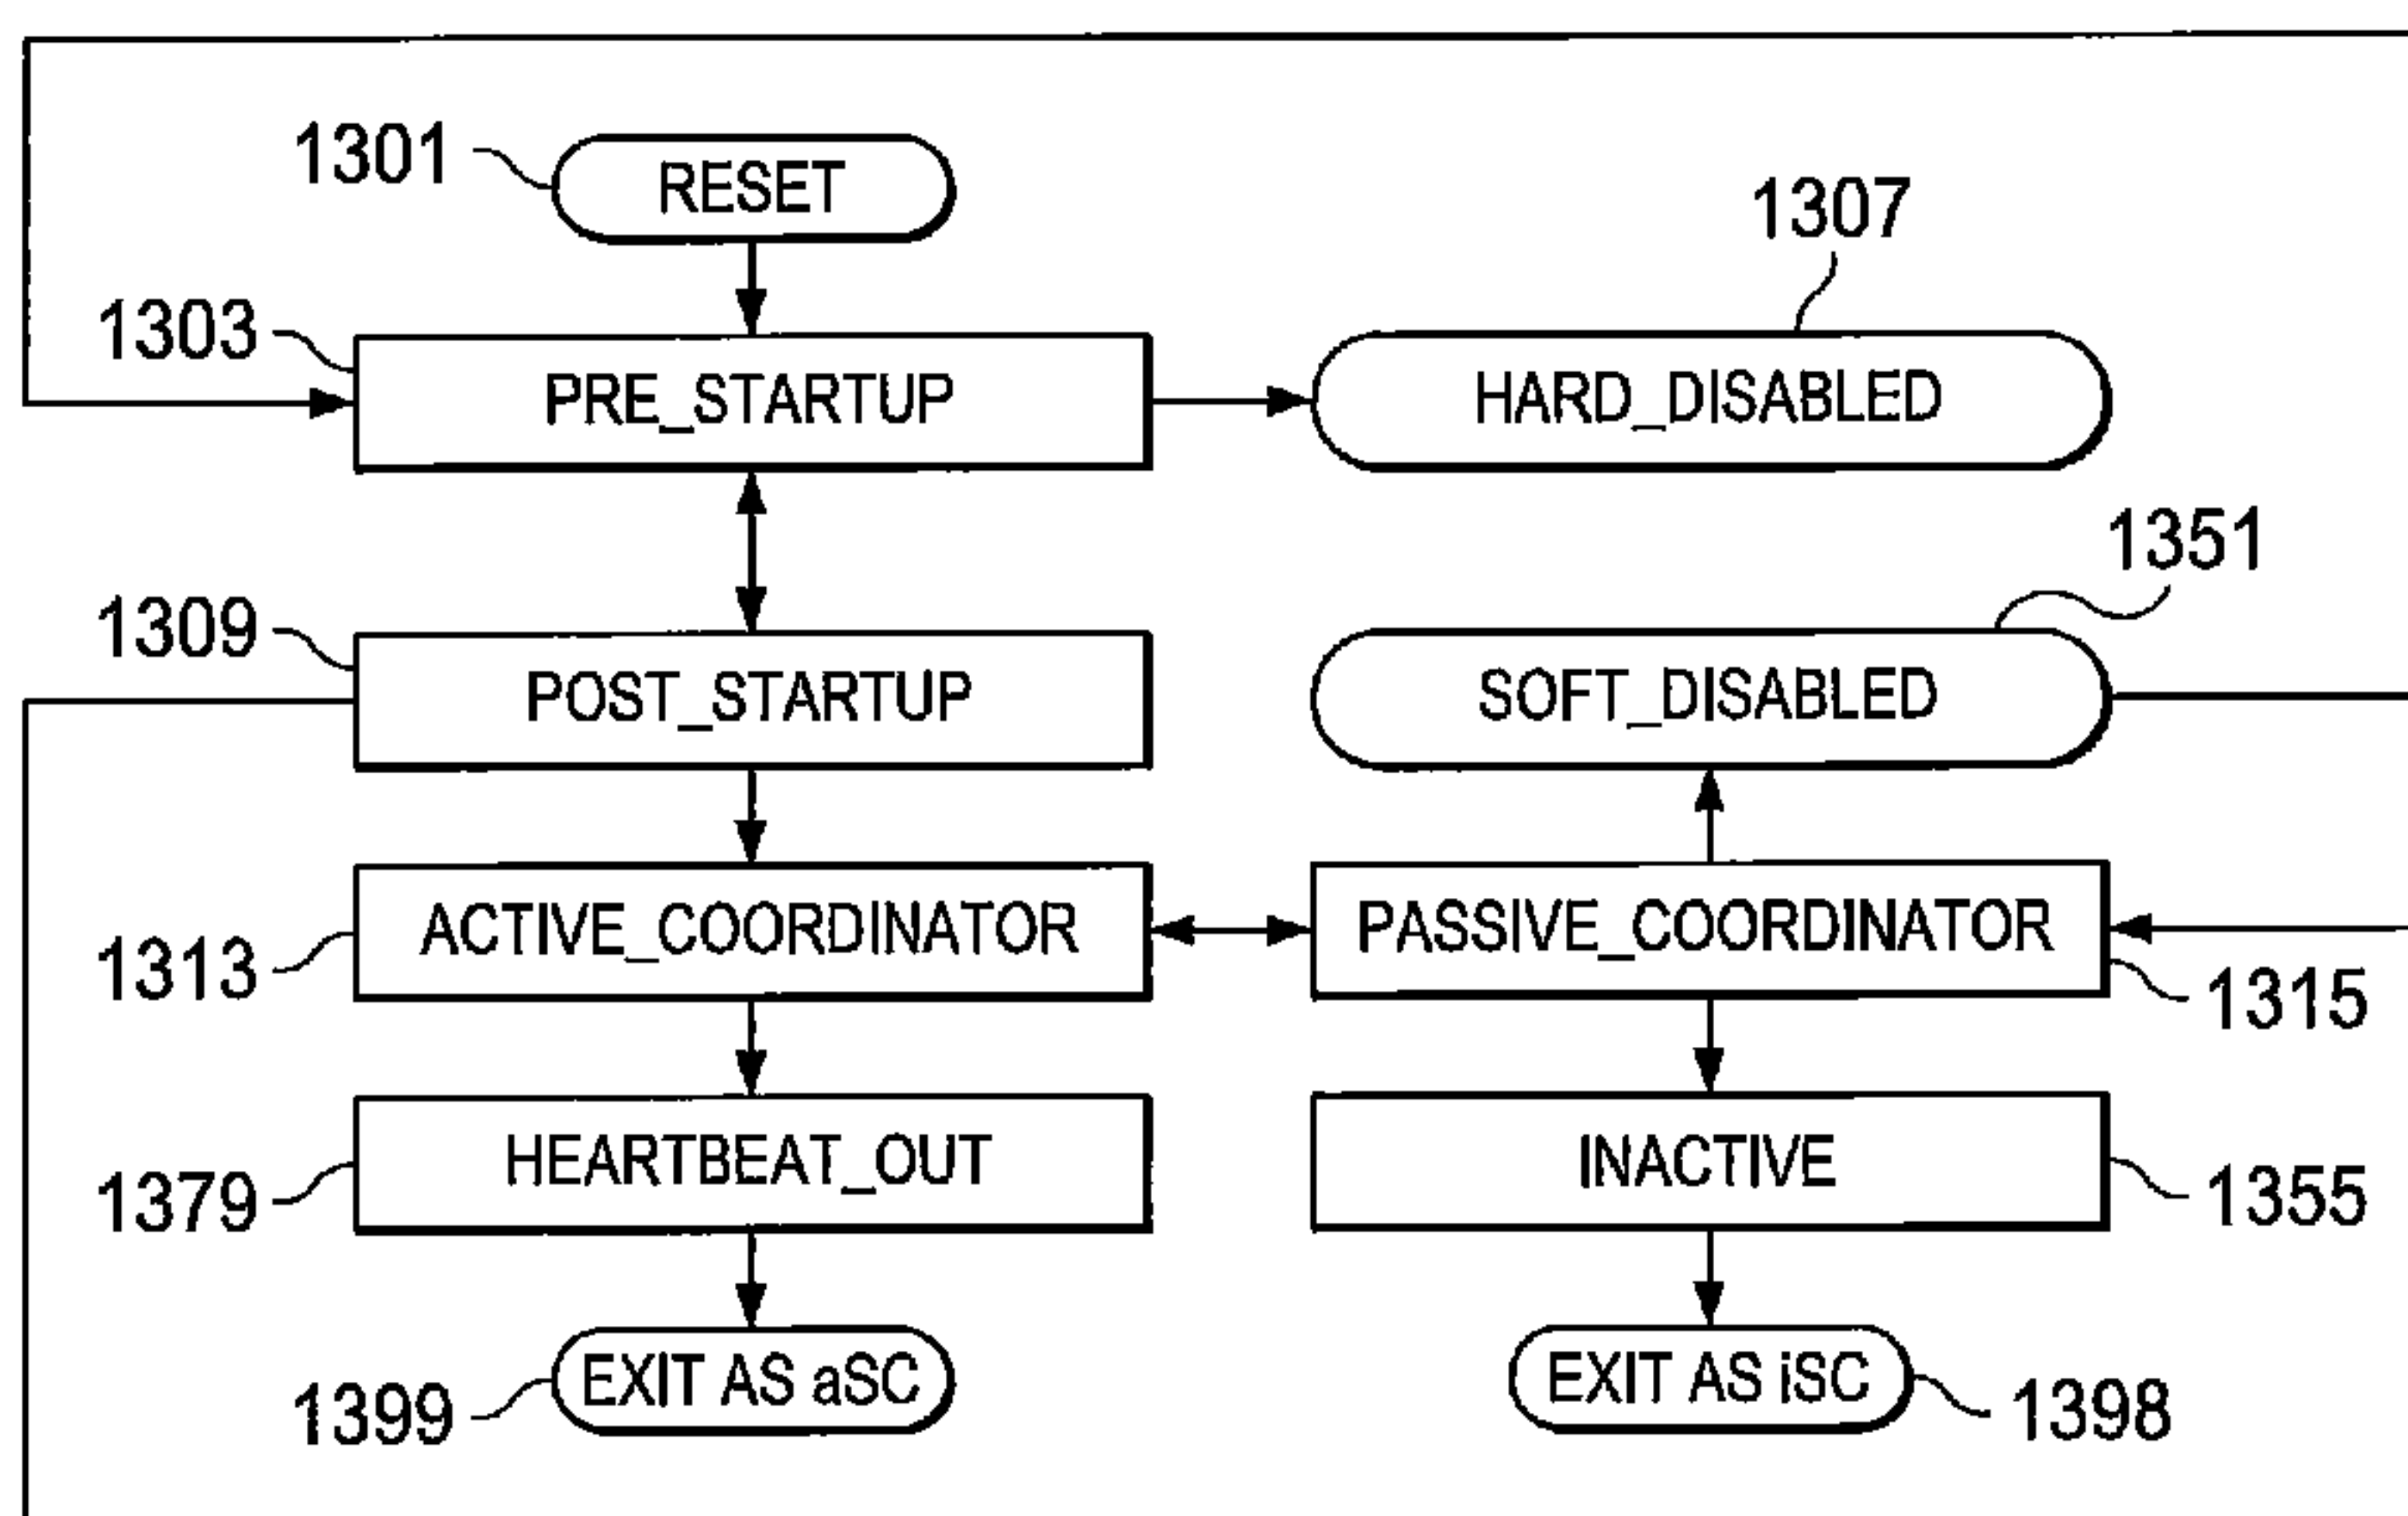 1301
RESET
1307
1303
PRE_STARTUP
HARD_DISABLED
1351
1309
POST_STARTUP
SOFT_DISABLED
1313
ACTIVE_COORDINATOR
PASSIVE_COORDINATOR
1315
1379
HEARTBEAT_OUT
INACTIVE
1355
1399
EXIT AS aSC
EXIT AS iSC
1398